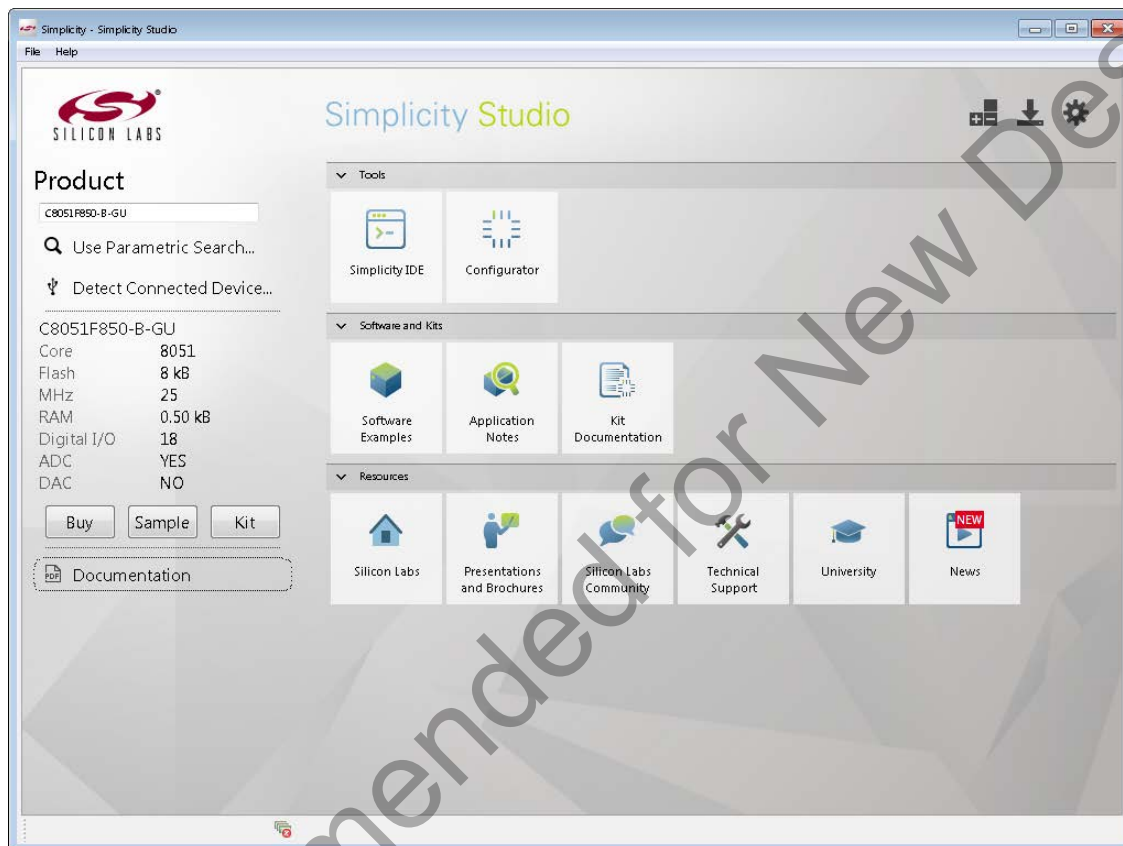 Simplicity - Simplicity Studio
File Help
SILICON LABS
Simplicity Studio
Product
C8051F850-B-GU
Use Parametric Search...
Detect Connected Device...
C8051F850-B-GU
Core 8051
Flash 8 kB
MHz 25
RAM 0.50 kB
Digital I/O 18
ADC YES
DAC NO
Buy Sample Kit
PDF Documentation
Tools
Simplicity IDE
Configurator
Software and Kits
Software
Examples
Application
Notes
Kit
Documentation
Resources
Silicon Labs
Presentations
and Brochures
Silicon Labs
Community
Technical
Support
University
NEW
News
mended for New Des